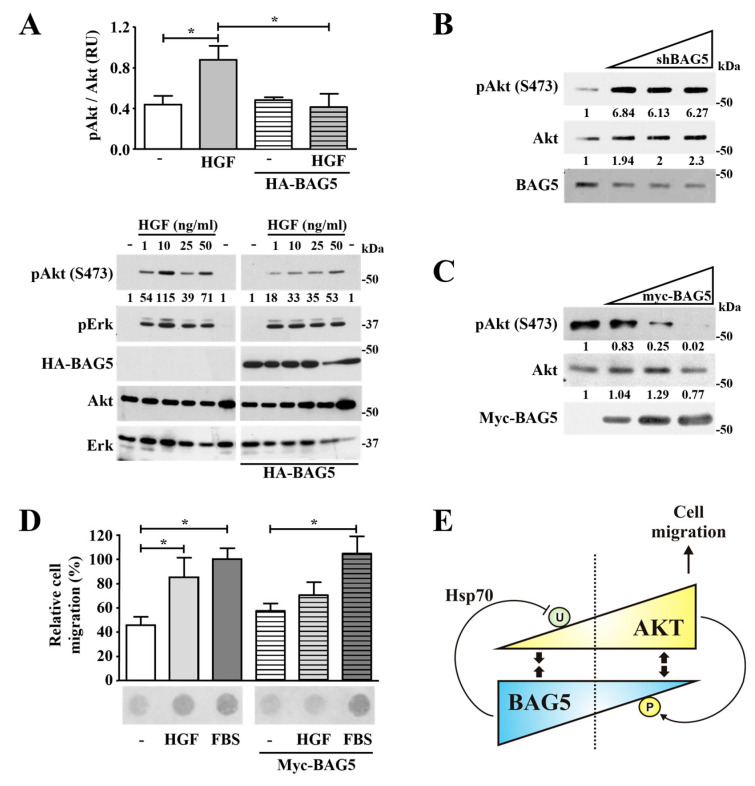 A
pAkt / Akt (RU)
1.2
0.8
0.4
0.0
*
*
- HGF - HGF
HA-BAG5
HGF (ng/ml) HGF (ng/ml)
- 1 10 25 50 - - 1 10 25 50 - kDa
pAkt (S473) -50
1 54 115 39 71 1 1 18 33 35 53 1
pErk -37
-50
HA-BAG5
Akt
-50
Erk -37
HA-BAG5
B
shBAG5
kDa
pAkt (S473)
-50
1 6.84 6.13 6.27
Akt
-50
1 1.94 2 2.3
-50
BAG5
C
myc-BAG5
kDa
pAkt (S473)
-50
1 0.83 0.25 0.02
Akt
-50
1 1.04 1.29 0.77
Myc-BAG5
-50
D
Relative cell
migration (%)
120
100
80
60
40
20
0
*
*
*
- HGF FBS - HGF FBS
Myc-BAG5
E
Cell
migration
Hsp70
U
AKT
BAG5
P